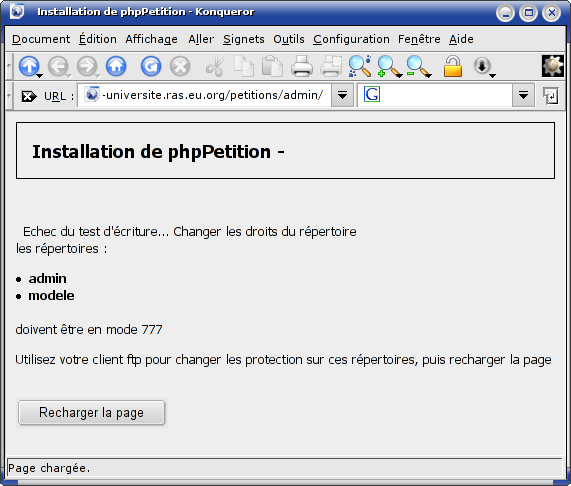 Installation de phpPetition - Konqueror
Document Édition Affichage Aller Signets Outils Configuration Fenêtre Aide
URL : -universite.ras.eu.org/petitions/admin/
Installation de phpPetition -
Echec du test d'écriture... Changer les droits du répertoire
les répertoires :
• admin
• modele
doivent être en mode 777
Utilisez votre client ftp pour changer les protection sur ces répertoires, puis recharger la page
Recharger la page
Page chargée.